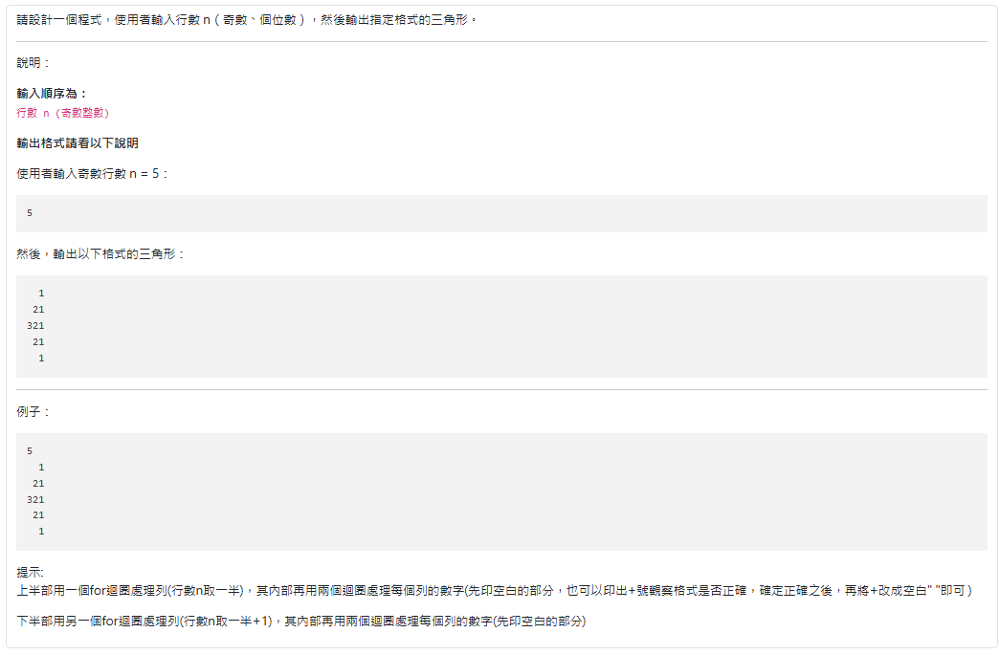 請設計一個程式，使用者輸入行數 n（奇數、個位數），然後輸出指定格式的三角形。
說明：
輸入順序為：
行數 n (奇數整數)
輸出格式請看以下說明
使用者輸入奇數行數 n = 5：
5
然後，輸出以下格式的三角形：
  1
 21
321
 21
  1
例子：
5
  1
 21
321
 21
  1
提示:
上半部用一個for迴圈處理列(行數n取一半)，其內部再用兩個迴圈處理每個列的數字(先印空白的部分，也可以印出+號觀察格式是否正確，確定正確之後，再將+改成空白" "即可)
下半部用另一個for迴圈處理列(行數n取一半+1)，其內部再用兩個迴圈處理每個列的數字(先印空白的部分)